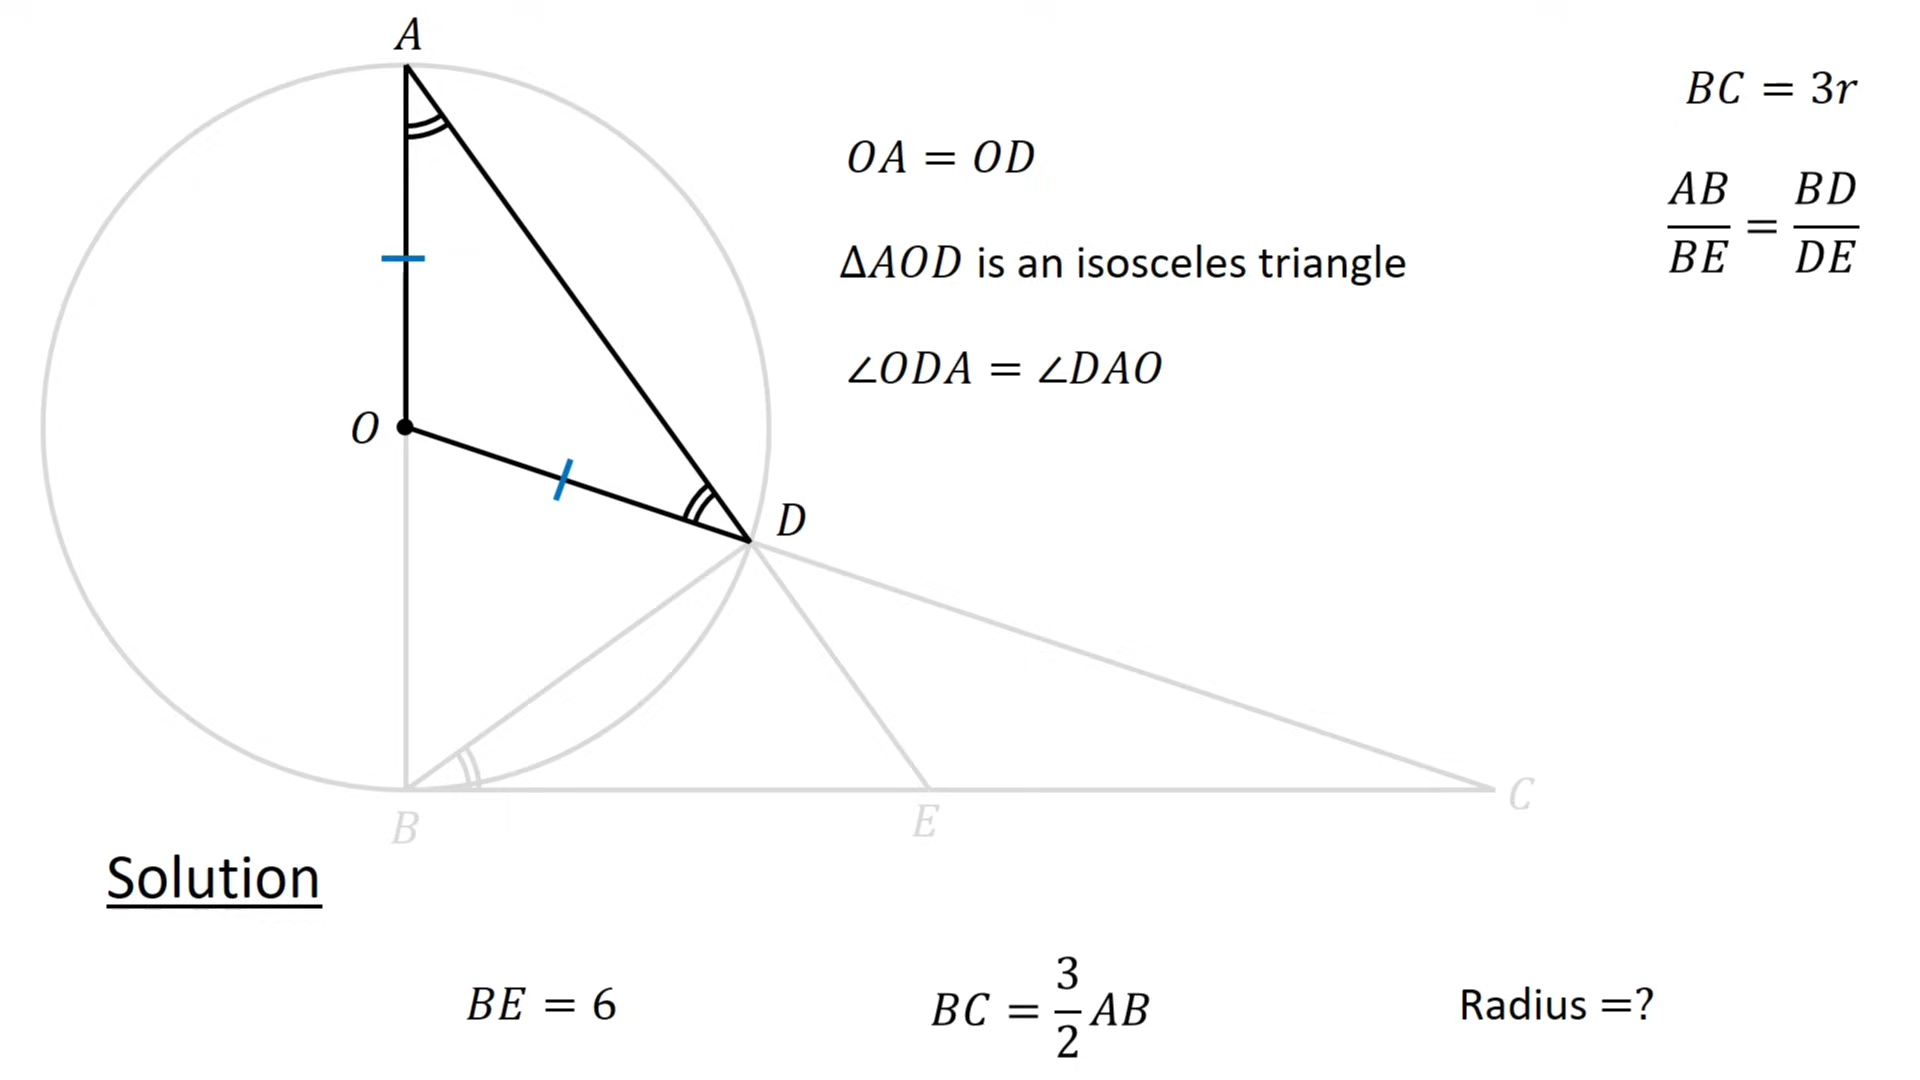 A
BC = 3r
OA = OD
AB/BE = BD/DE
ΔAOD is an isosceles triangle
∠ODA = ∠DAO
O
D
B
E
C
Solution
BE = 6
BC = 3/2 AB
Radius =?